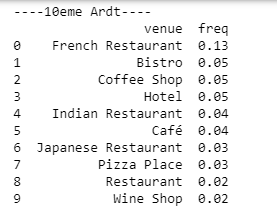 ----10eme Ardt----
venue freq
0 French Restaurant 0.13
1 Bistro 0.05
2 Coffee Shop 0.05
3 Hotel 0.05
4 Indian Restaurant 0.04
5 Café 0.04
6 Japanese Restaurant 0.03
7 Pizza Place 0.03
8 Restaurant 0.02
9 Wine Shop 0.02